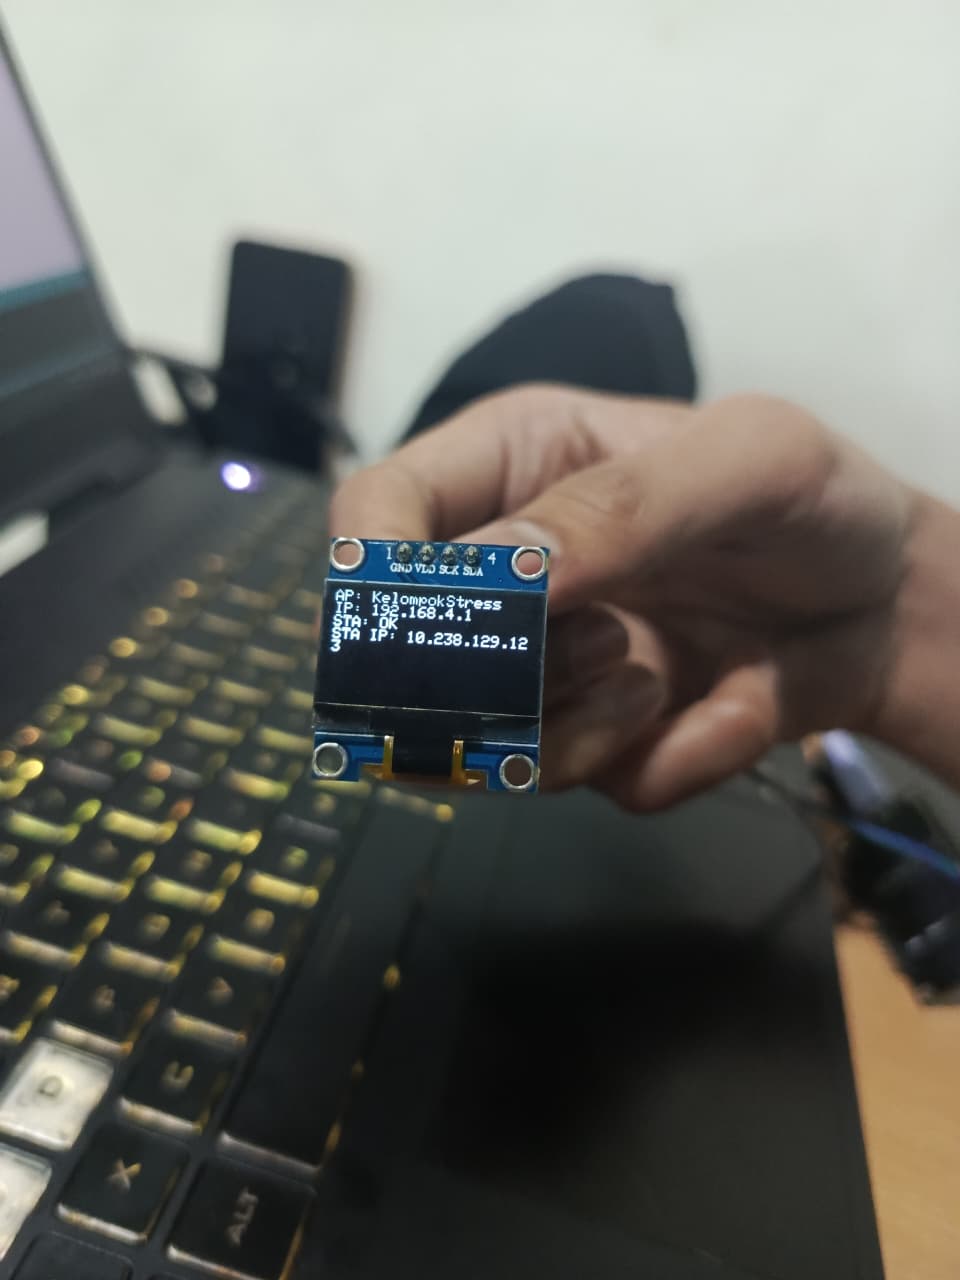 1 4
GND VDD SCK SDA
AP: KelompokStress
IP: 192.168.4.1
STA: OK
STA IP: 10.238.129.12
3
X
ALT